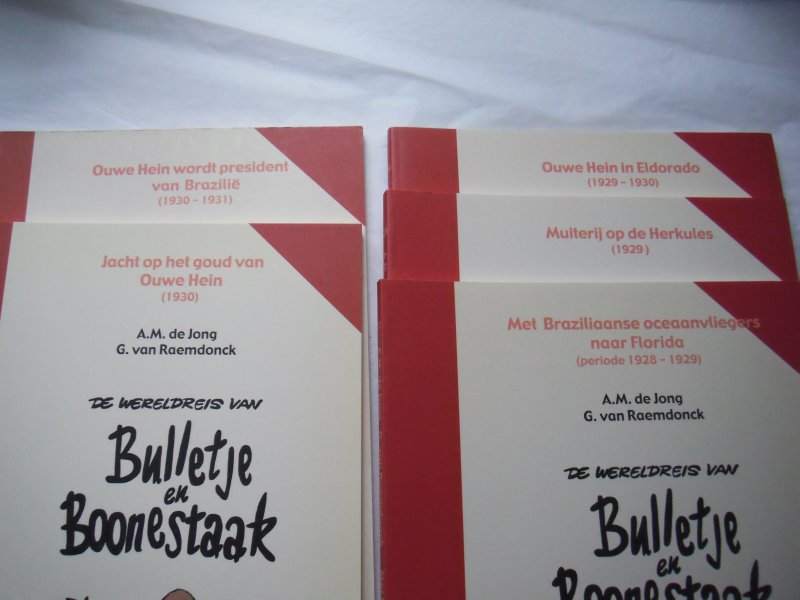 Ouwe Hein wordt president
van Brazilië
(1930 - 1931)
Jacht op het goud van
Ouwe Hein
(1930)
A.M. de Jong
G. van Raemdonck
DE WERELDREIS VAN
Bulletje
en
Boonestaak
Ouwe Hein in Eldorado
(1929 - 1930)
Muiterij op de Herkules
(1929)
Met Braziliaanse oceaanvliegers
naar Florida
(periode 1928 - 1929)
A.M. de Jong
G. van Raemdonck
DE WERELDREIS VAN
Bulletje
en
Boonestaak